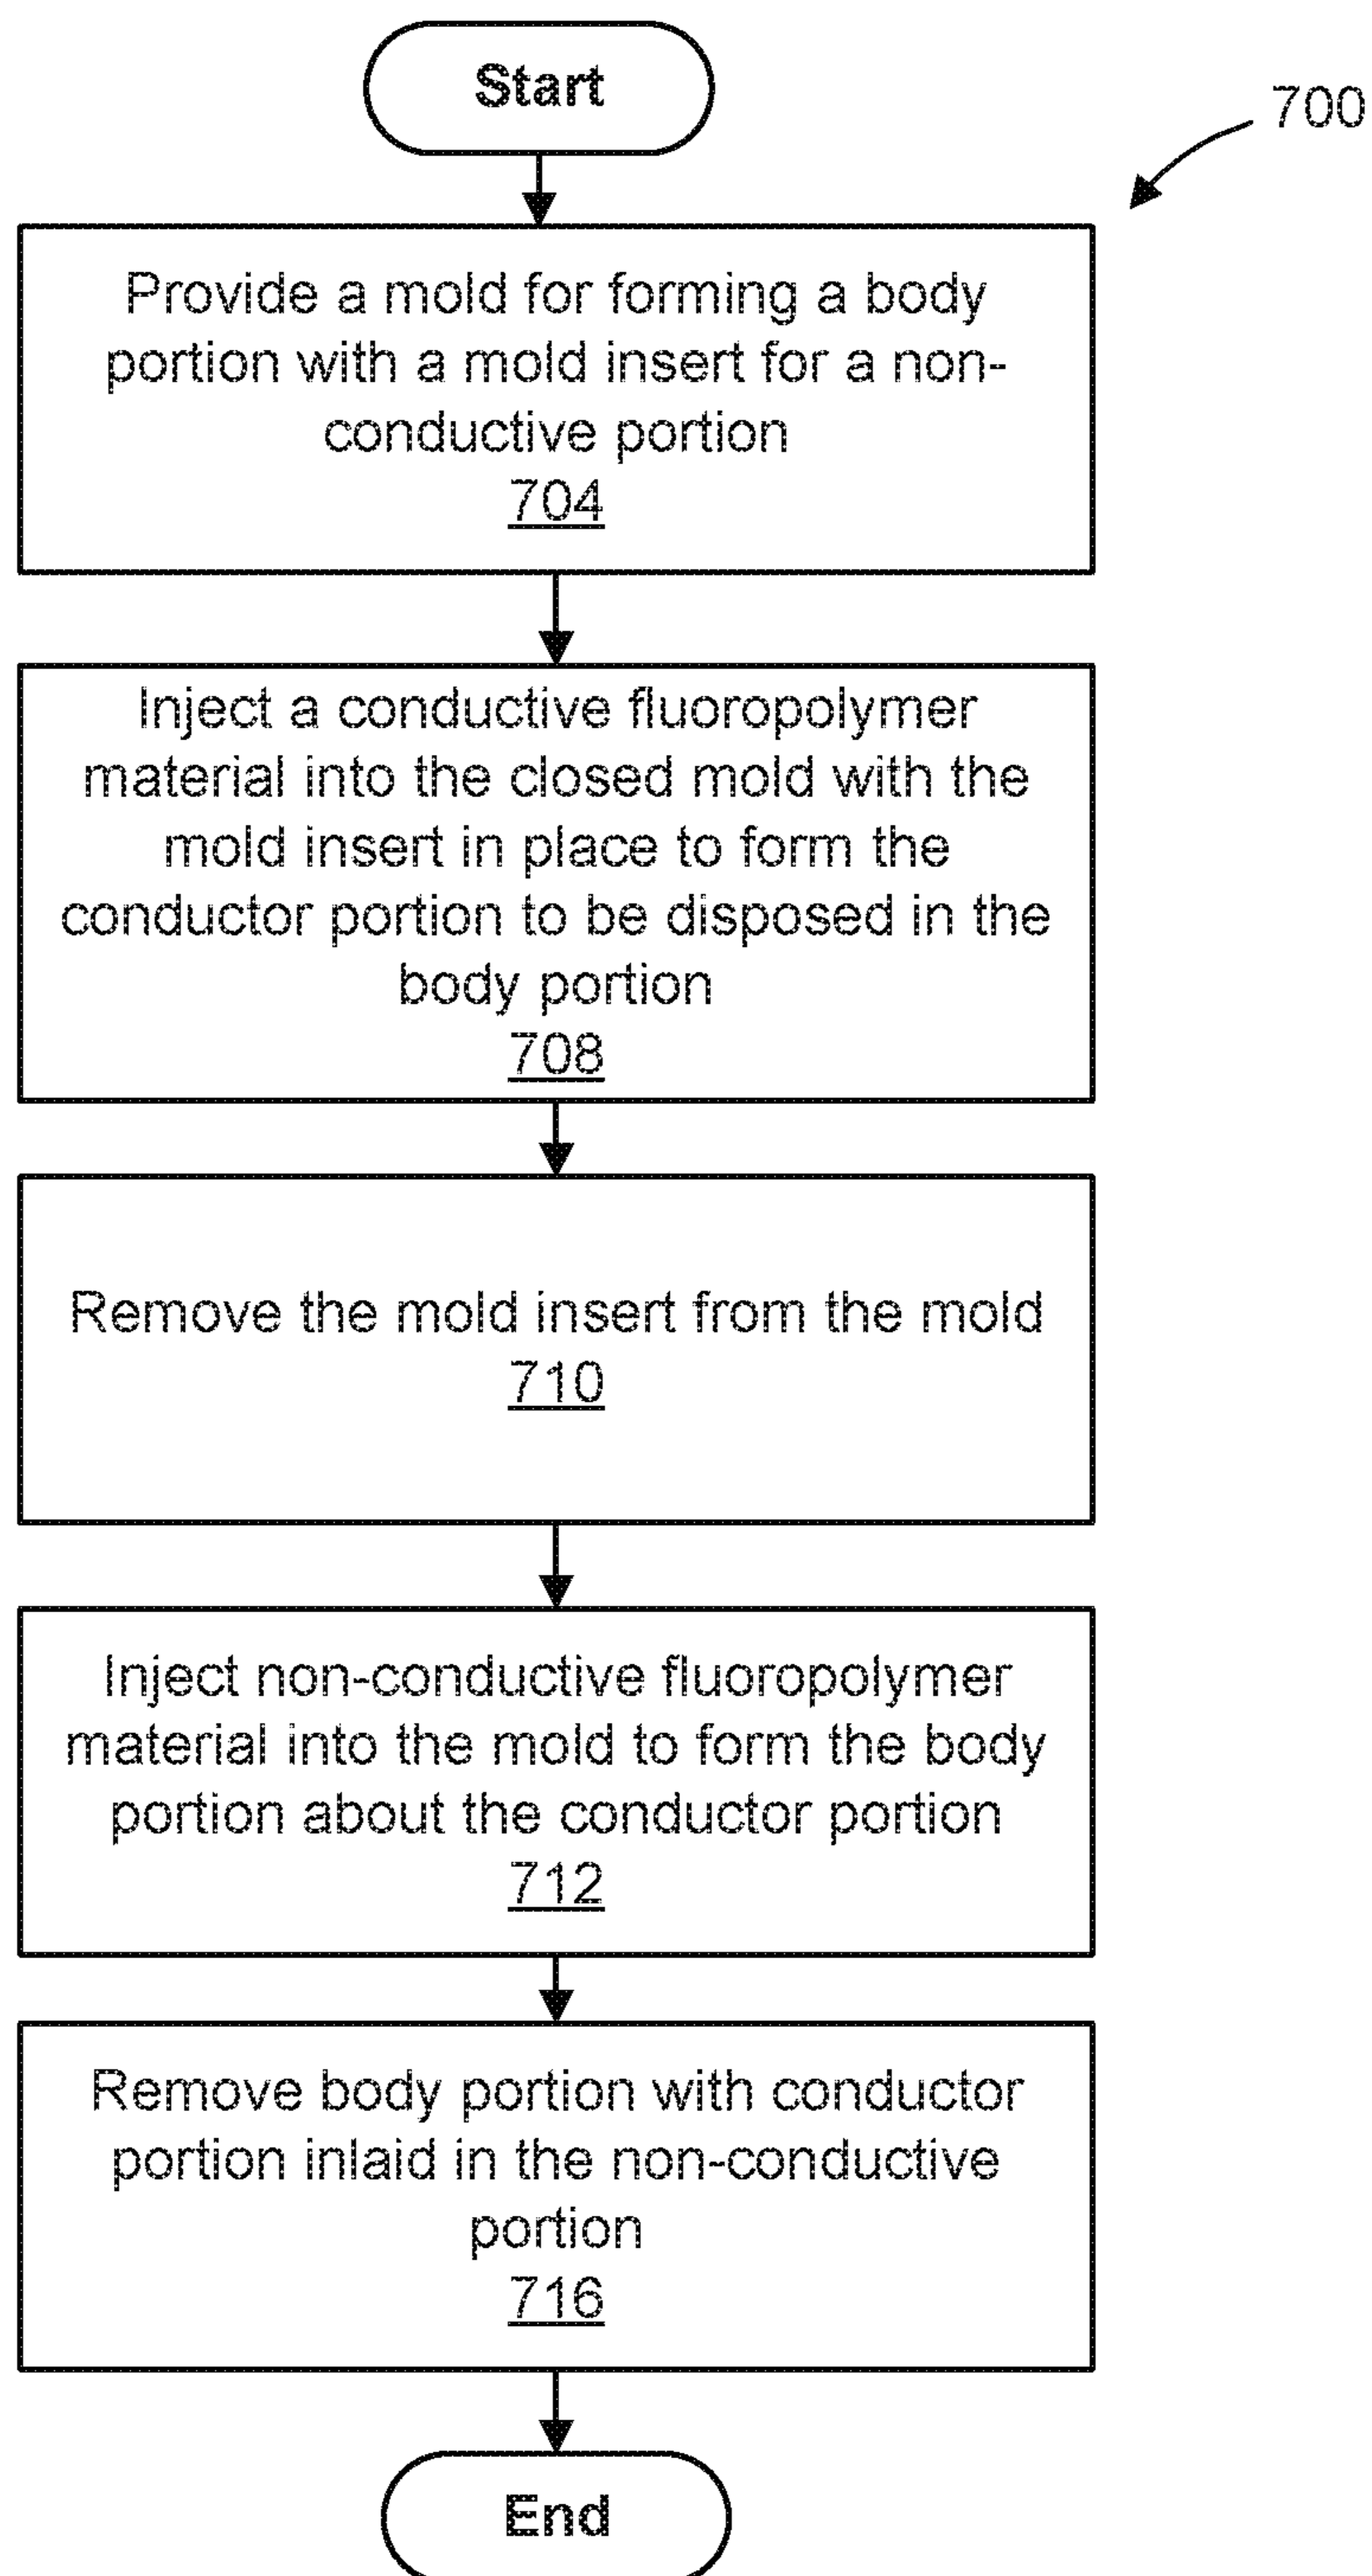 Start
700
Provide a mold for forming a body
portion with a mold insert for a non-
conductive portion
704
Inject a conductive fluoropolymer
material into the closed mold with the
mold insert in place to form the
conductor portion to be disposed in the
body portion
708
Remove the mold insert from the mold
710
Inject non-conductive fluoropolymer
material into the mold to form the body
portion about the conductor portion
712
Remove body portion with conductor
portion inlaid in the non-conductive
portion
716
End